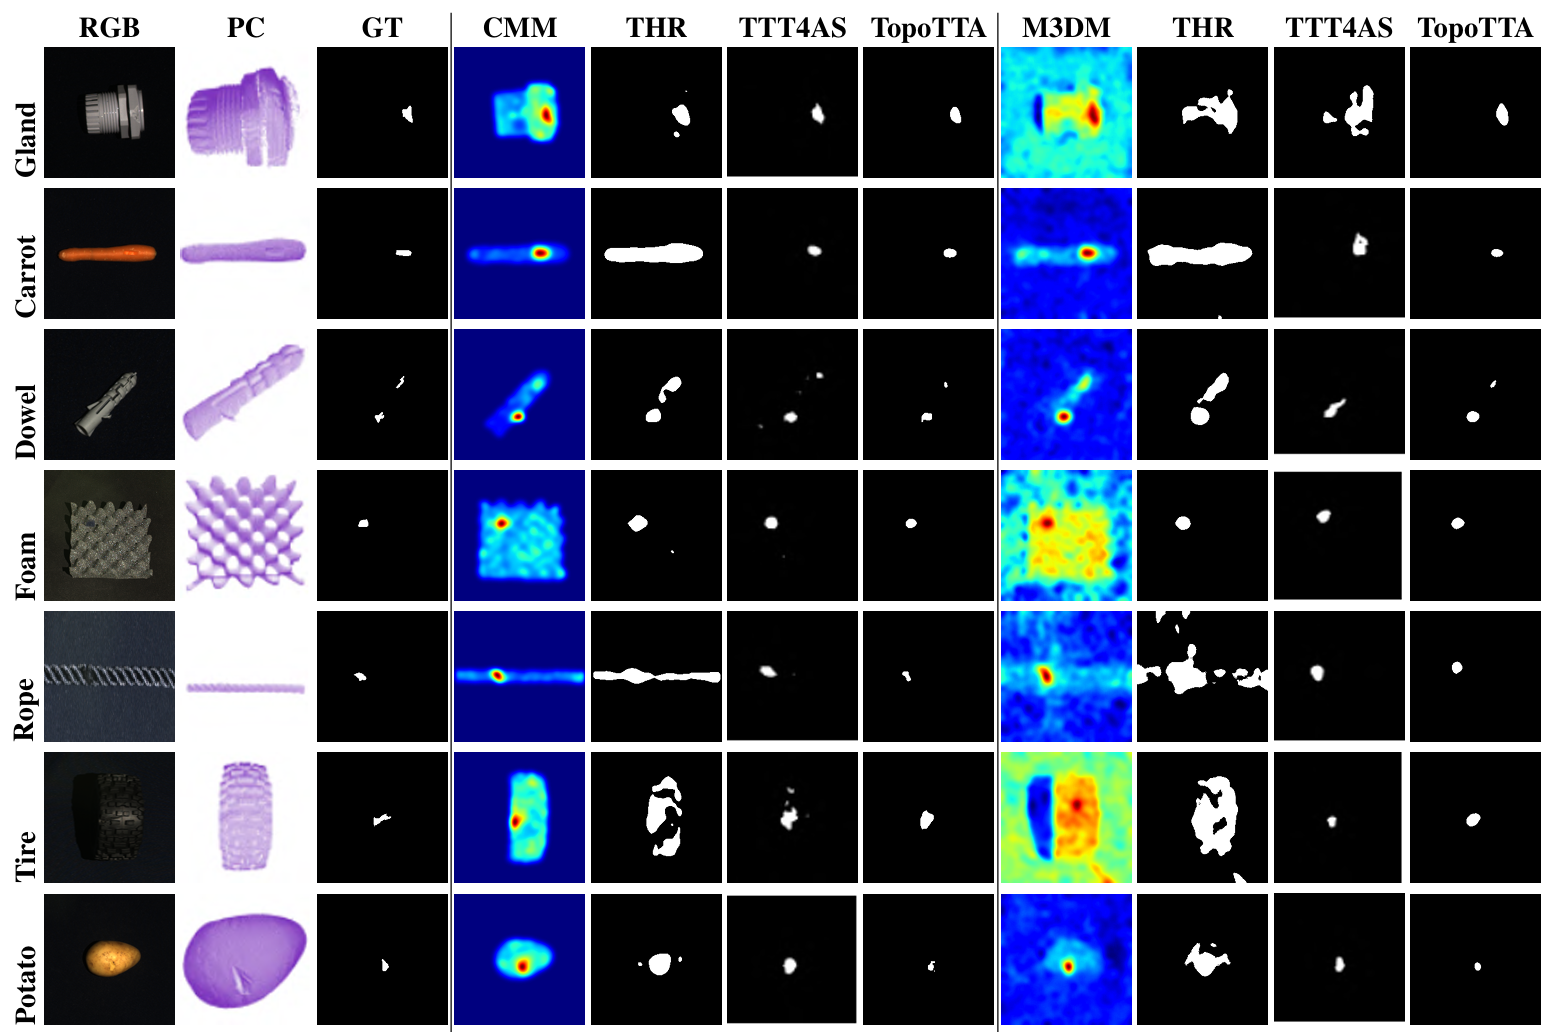 RGB PC GT CMM THR TTT4AS TopoTTA M3DM THR TTT4AS TopoTTA
Gland
Carrot
Dowel
Foam
Rope
Tire
Potato